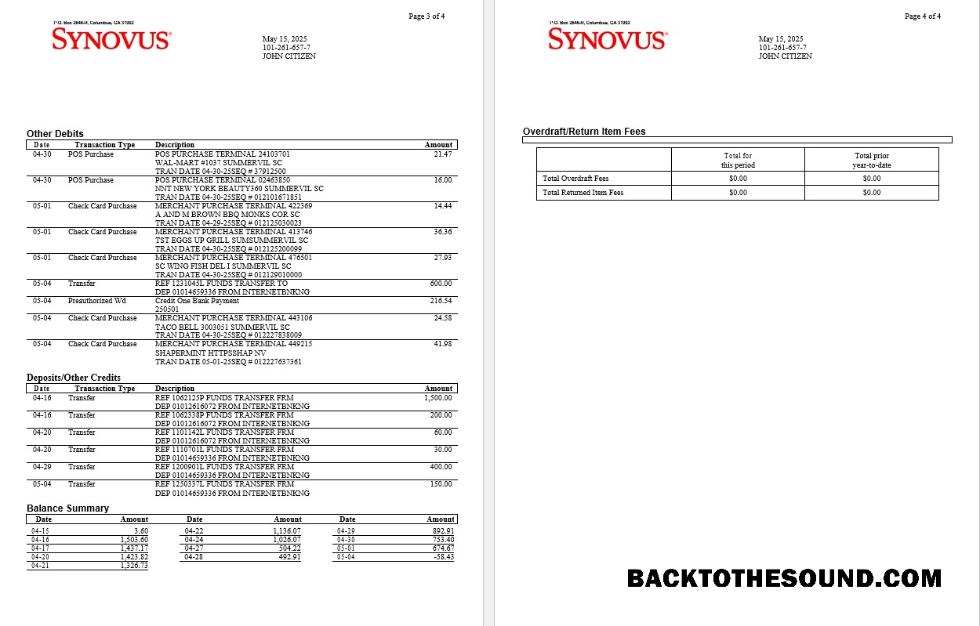 Page 3 of 4
P.O. Box 2646-H, Columbus, GA 31902
SYNOVUS
May 15, 2025
101-261-657-7
JOHN CITIZEN
Other Debits
Date Transaction Type Description Amount
04-30 POS Purchase POS PURCHASE TERMINAL 24103701 21.47
WAL-MART #1037 SUMMERVIL SC
TRAN DATE 04-30-25SEQ # 37912500
04-30 POS Purchase POS PURCHASE TERMINAL 02463850 16.00
NNT NEW YORK BEAUTY360 SUMMERVIL SC
TRAN DATE 04-30-25SEQ # 012101671851
05-01 Check Card Purchase MERCHANT PURCHASE TERMINAL 422369 14.44
A AND M BROWN BBQ MONKS COR SC
TRAN DATE 04-29-25SEQ # 012125030023
05-01 Check Card Purchase MERCHANT PURCHASE TERMINAL 413746 36.36
TST EGGS UP GRILL SUMSUMMERVIL SC
TRAN DATE 04-30-25SEQ # 012125200099
05-01 Check Card Purchase MERCHANT PURCHASE TERMINAL 476501 27.93
SC WING FISH DEL I SUMMERVIL SC
TRAN DATE 04-30-25SEQ # 012129010000
05-04 Transfer REF 1231045L FUNDS TRANSFER TO 600.00
DEP 01014659336 FROM INTERNETBNKNG
05-04 Preauthorized Wd Credit One Bank Payment 216.54
250501
05-04 Check Card Purchase MERCHANT PURCHASE TERMINAL 443106 24.58
TACO BELL 3003051 SUMMERVIL SC
TRAN DATE 04-30-25SEQ # 012227838009
05-04 Check Card Purchase MERCHANT PURCHASE TERMINAL 449215 41.98
SHAPERMINT HTTPSSHAP NV
TRAN DATE 05-01-25SEQ # 012227637361
Deposits/Other Credits
Date Transaction Type Description Amount
04-16 Transfer REF 1062125P FUNDS TRANSFER FRM 1,500.00
DEP 01012616072 FROM INTERNETBNKNG
04-16 Transfer REF 1062338P FUNDS TRANSFER FRM 200.00
DEP 01012616072 FROM INTERNETBNKNG
04-20 Transfer REF 1101142L FUNDS TRANSFER FRM 60.00
DEP 01012616072 FROM INTERNETBNKNG
04-20 Transfer REF 1110701L FUNDS TRANSFER FRM 30.00
DEP 01012616072 FROM INTERNETBNKNG
04-29 Transfer REF 1200901L FUNDS TRANSFER FRM 400.00
DEP 01014659336 FROM INTERNETBNKNG
05-04 Transfer REF 1250337L FUNDS TRANSFER FRM 150.00
DEP 01014659336 FROM INTERNETBNKNG
Balance Summary
Date Amount Date Amount Date Amount
04-15 3.60 04-22 1,136.07 04-29 892.91
04-16 1,503.60 04-24 1,026.07 04-30 753.40
04-17 1,437.17 04-27 504.22 05-01 674.67
04-20 1,423.82 04-28 492.91 05-04 -58.43
04-21 1,326.73
Page 4 of 4
P.O. Box 2646-H, Columbus, GA 31902
SYNOVUS
May 15, 2025
101-261-657-7
JOHN CITIZEN
Overdraft/Return Item Fees
Total for Total prior
this period year-to-date
Total Overdraft Fees $0.00 $0.00
Total Returned Item Fees $0.00 $0.00
BACKTOTHESOUND.COM